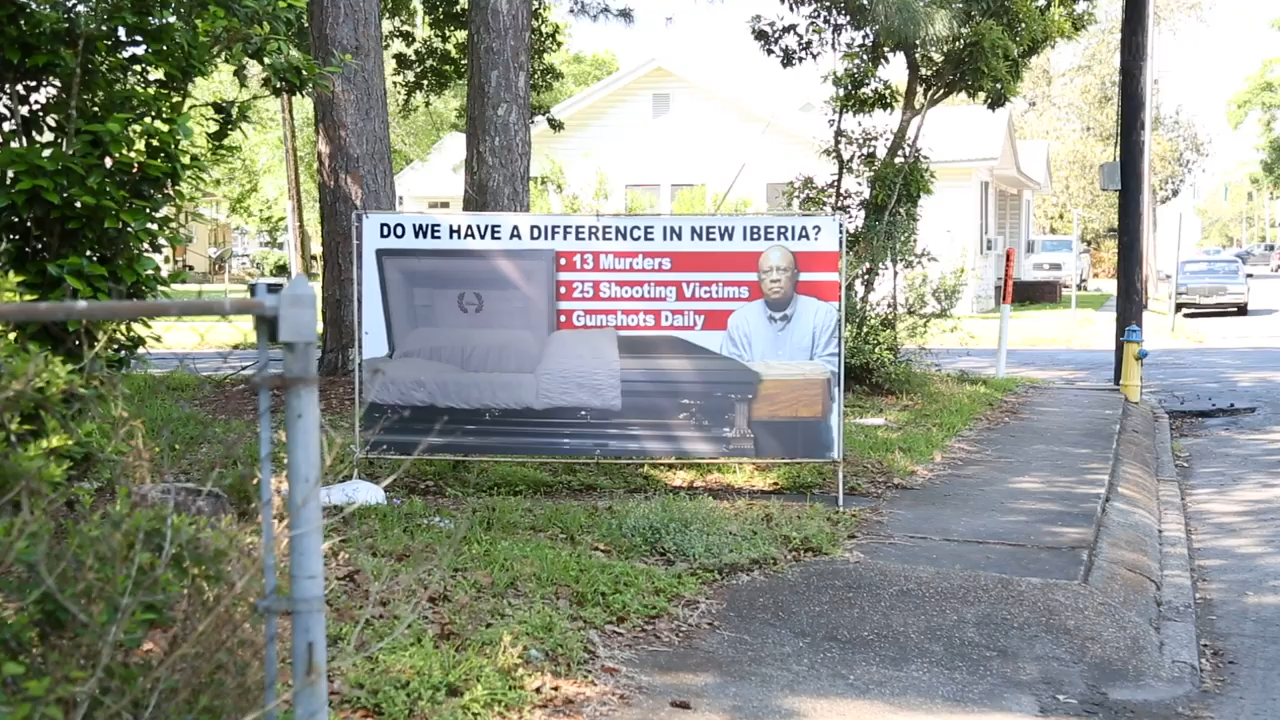 DO WE HAVE A DIFFERENCE IN NEW IBERIA?
• 13 Murders
• 25 Shooting Victims
• Gunshots Daily